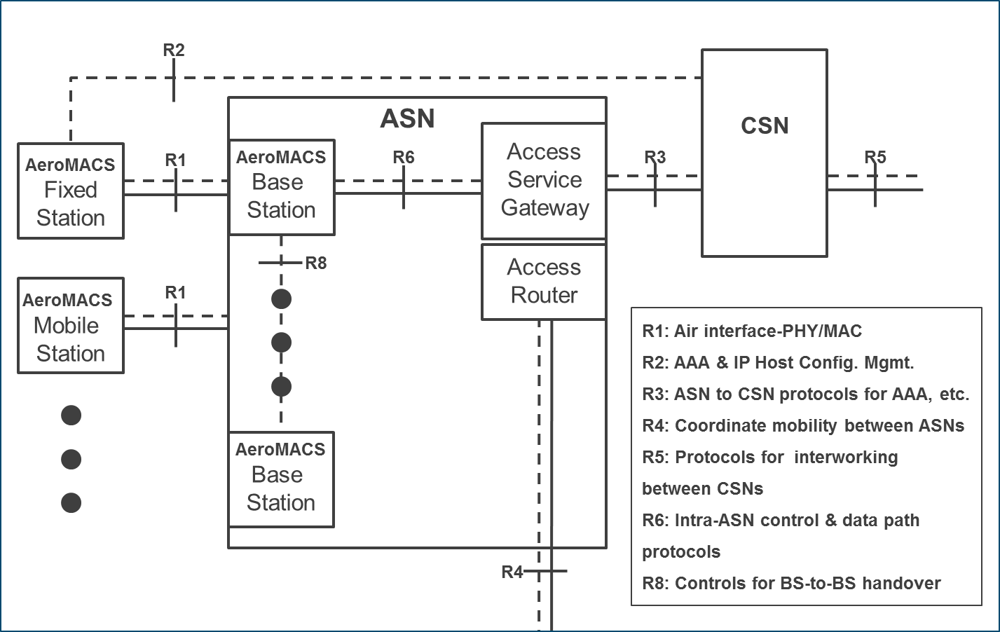 R2
ASN
CSN
AeroMACS
Fixed
Station
R1
AeroMACS
Base
Station
R6
Access
Service
Gateway
R3
R5
R8
Access
Router
AeroMACS
Mobile
Station
R1
AeroMACS
Base
Station
R4
R1: Air interface-PHY/MAC
R2: AAA & IP Host Config. Mgmt.
R3: ASN to CSN protocols for AAA, etc.
R4: Coordinate mobility between ASNs
R5: Protocols for interworking
between CSNs
R6: Intra-ASN control & data path
protocols
R8: Controls for BS-to-BS handover